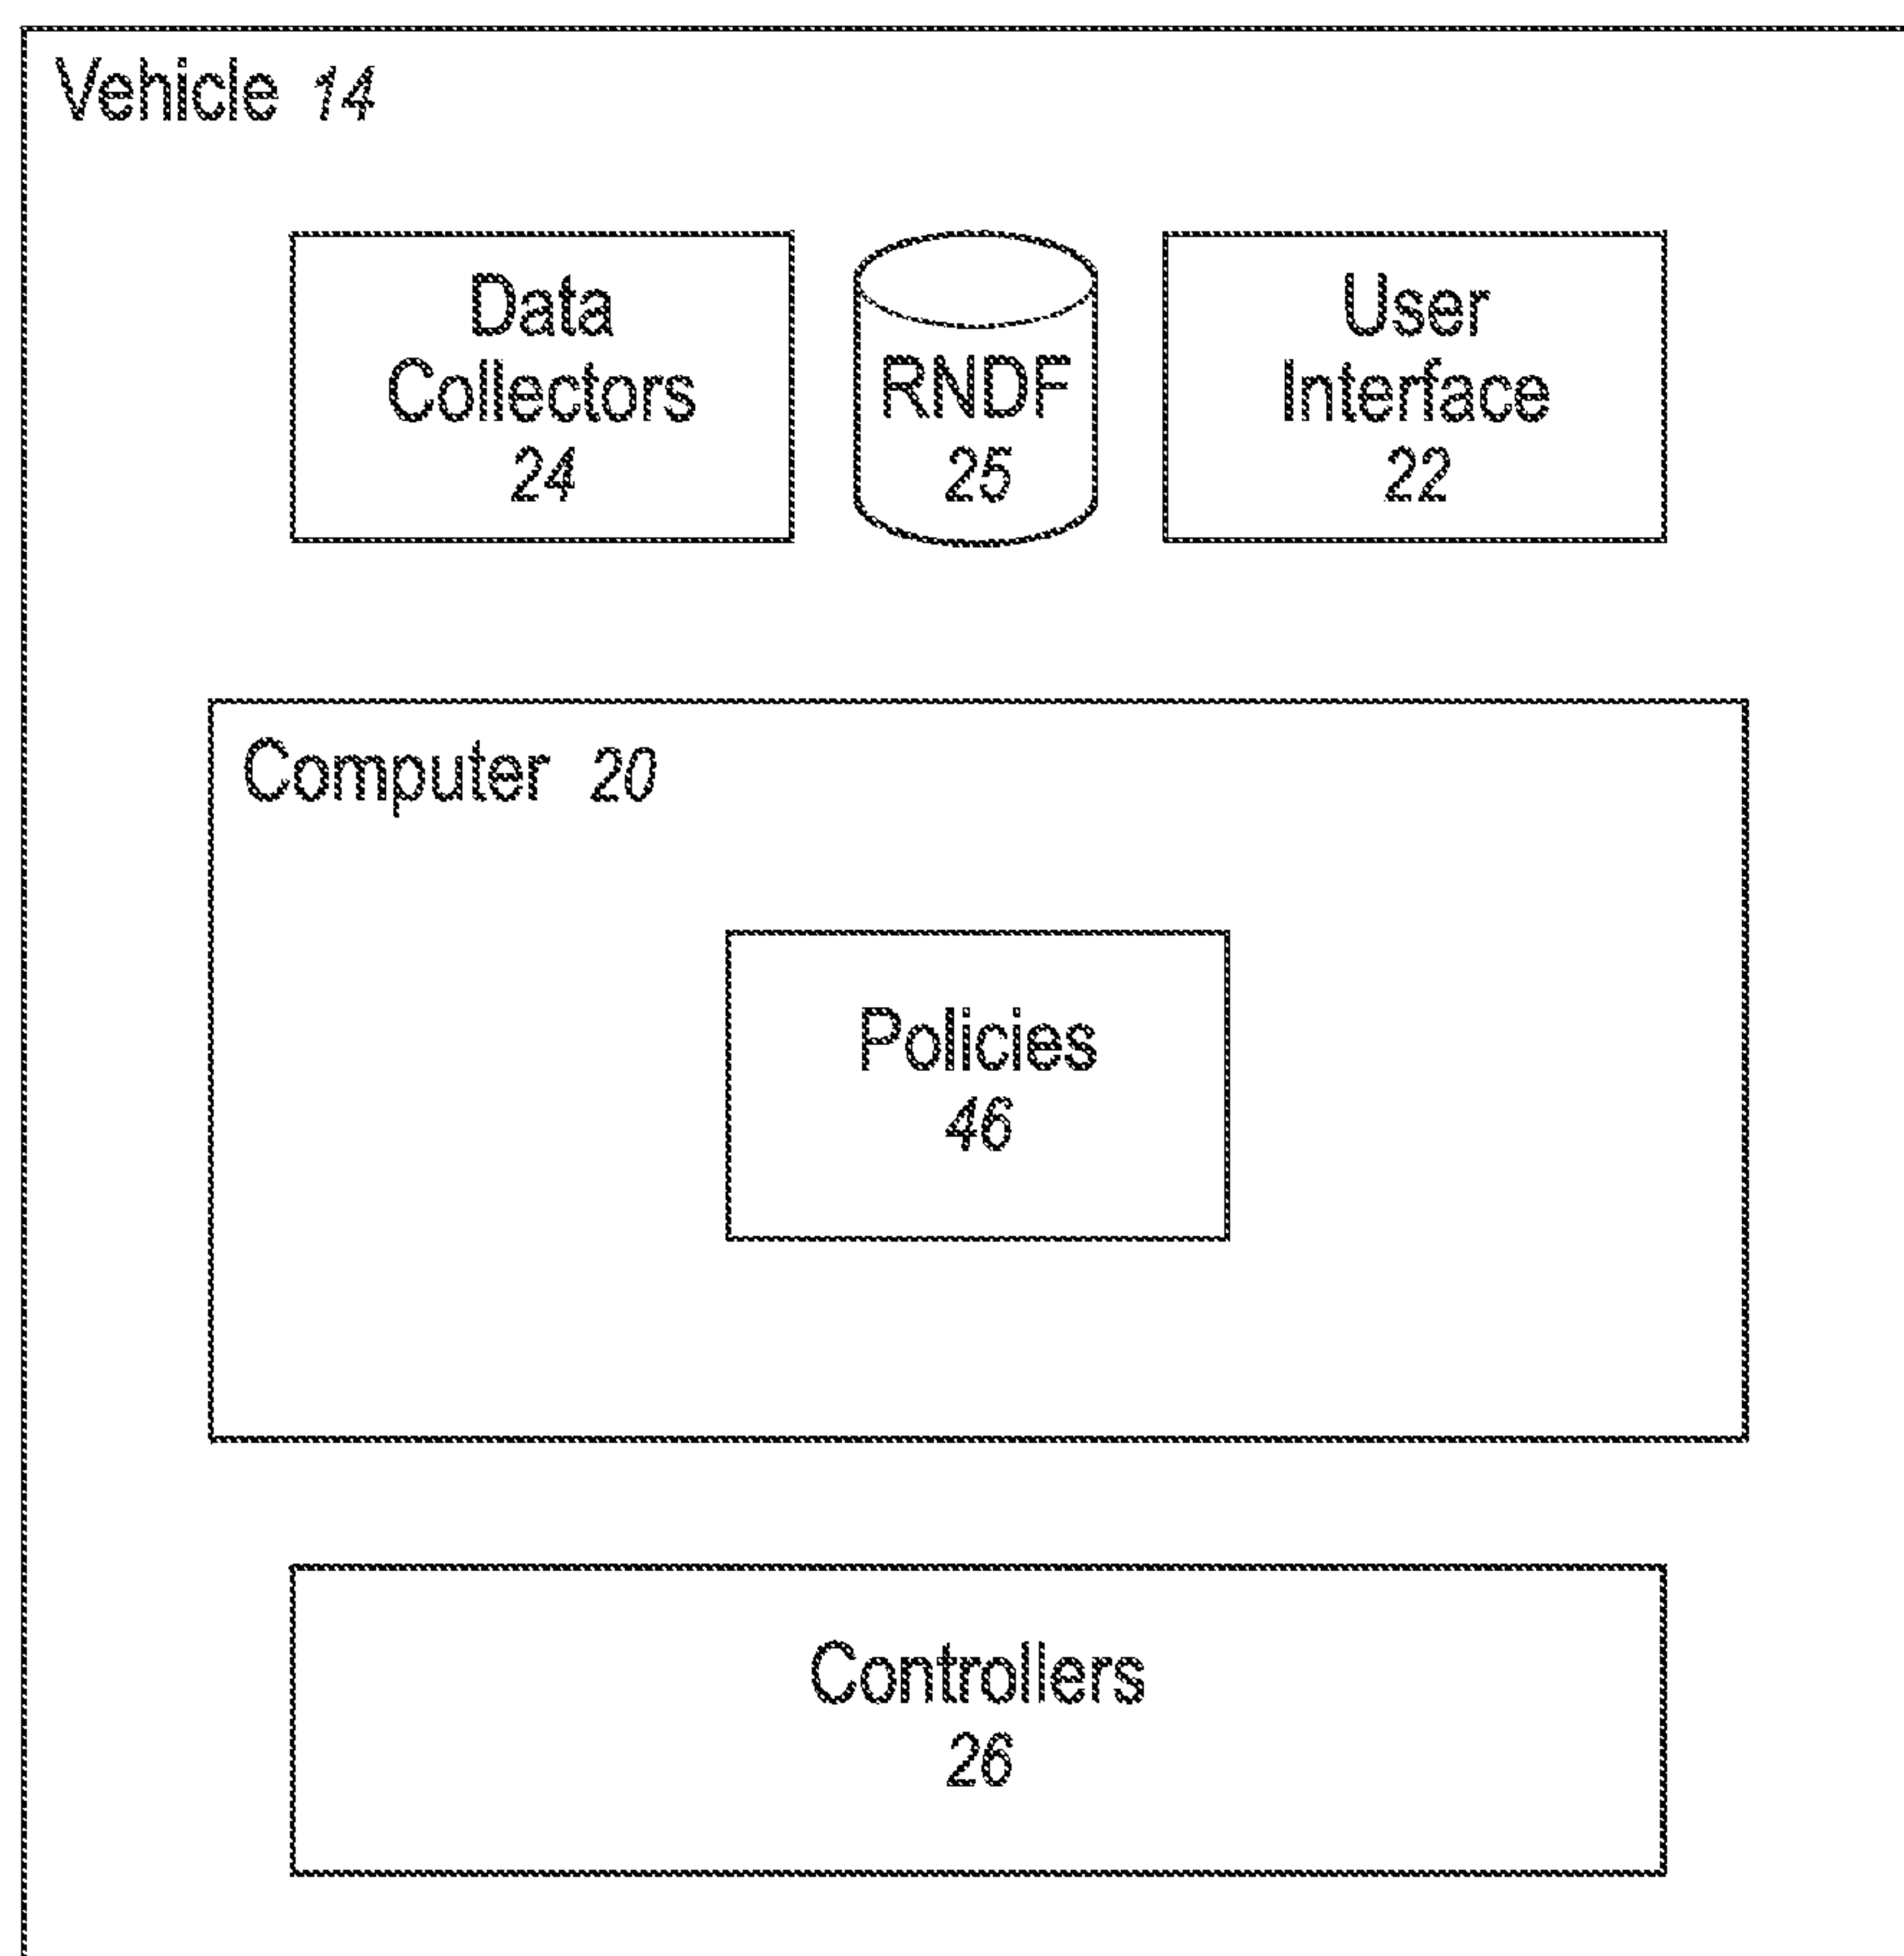 Vehicle 14
Data
Collectors
24
RNDF
25
User
Interface
22
Computer 20
Policies
46
Controllers
26